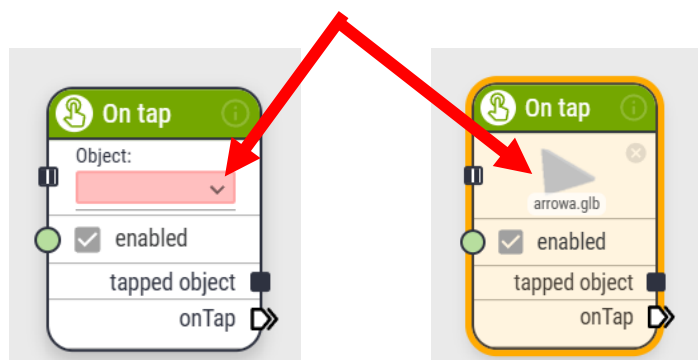 On tap
Object:
enabled
tapped object
onTap
On tap
arrowa.glb
enabled
tapped object
onTap